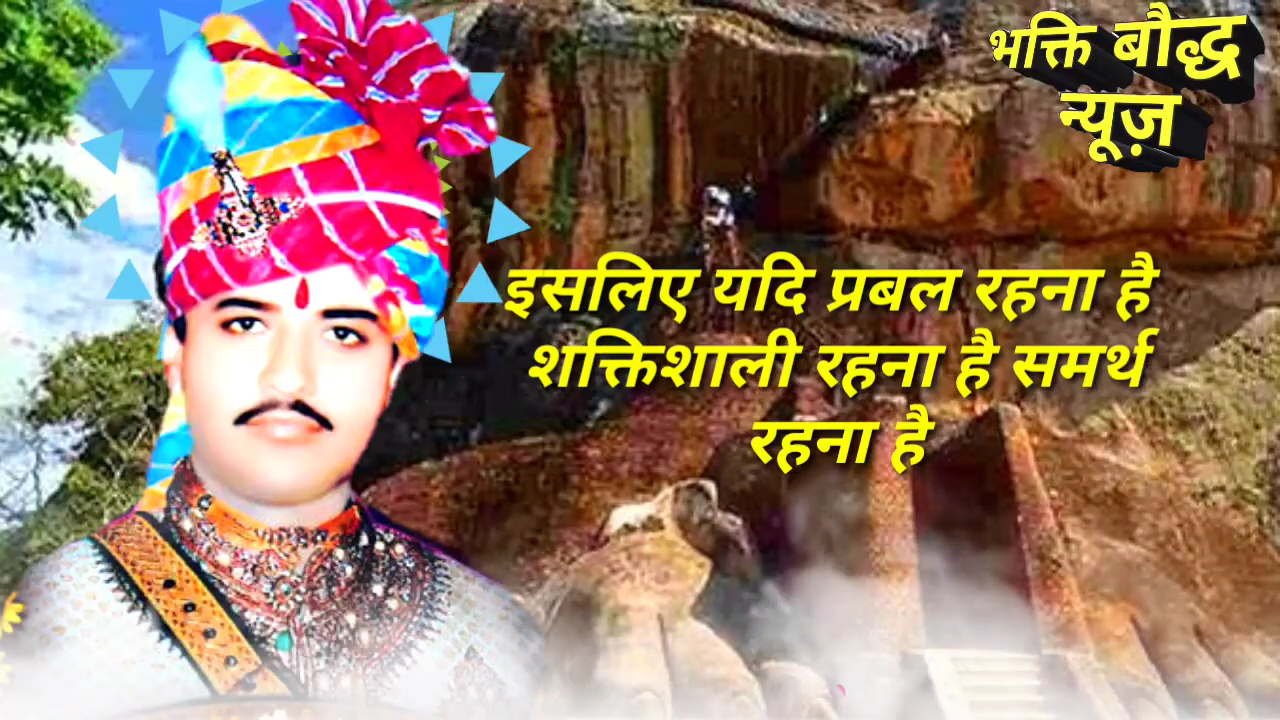 भक्ति बौद्ध
न्यूज़
इसलिए यदि प्रबल रहना है
शक्तिशाली रहना है समर्थ
रहना है